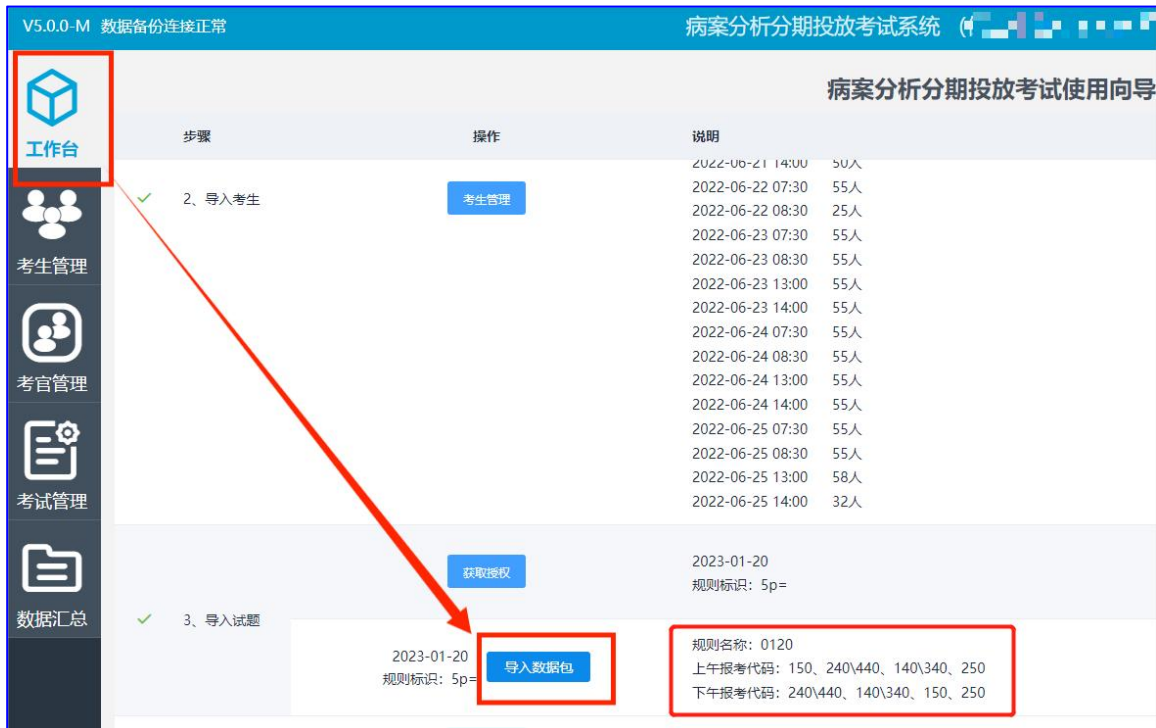 V5.0.0-M 数据备份连接正常
病案分析分期投放考试系统
病案分析分期投放考试使用向导
工作台
考生管理
考官管理
考试管理
数据汇总
步骤 操作 说明
2、导入考生 考生管理
2022-06-21 14:00 50人
2022-06-22 07:30 55人
2022-06-22 08:30 25人
2022-06-23 07:30 55人
2022-06-23 08:30 55人
2022-06-23 13:00 55人
2022-06-23 14:00 55人
2022-06-24 07:30 55人
2022-06-24 08:30 55人
2022-06-24 13:00 55人
2022-06-24 14:00 55人
2022-06-25 07:30 55人
2022-06-25 08:30 55人
2022-06-25 13:00 58人
2022-06-25 14:00 32人
3、导入试题
获取授权
2023-01-20
规则标识：5p=
2023-01-20
规则标识：5p=
导入数据包
规则名称：0120
上午报考代码：150、240\440、140\340、250
下午报考代码：240\440、140\340、150、250